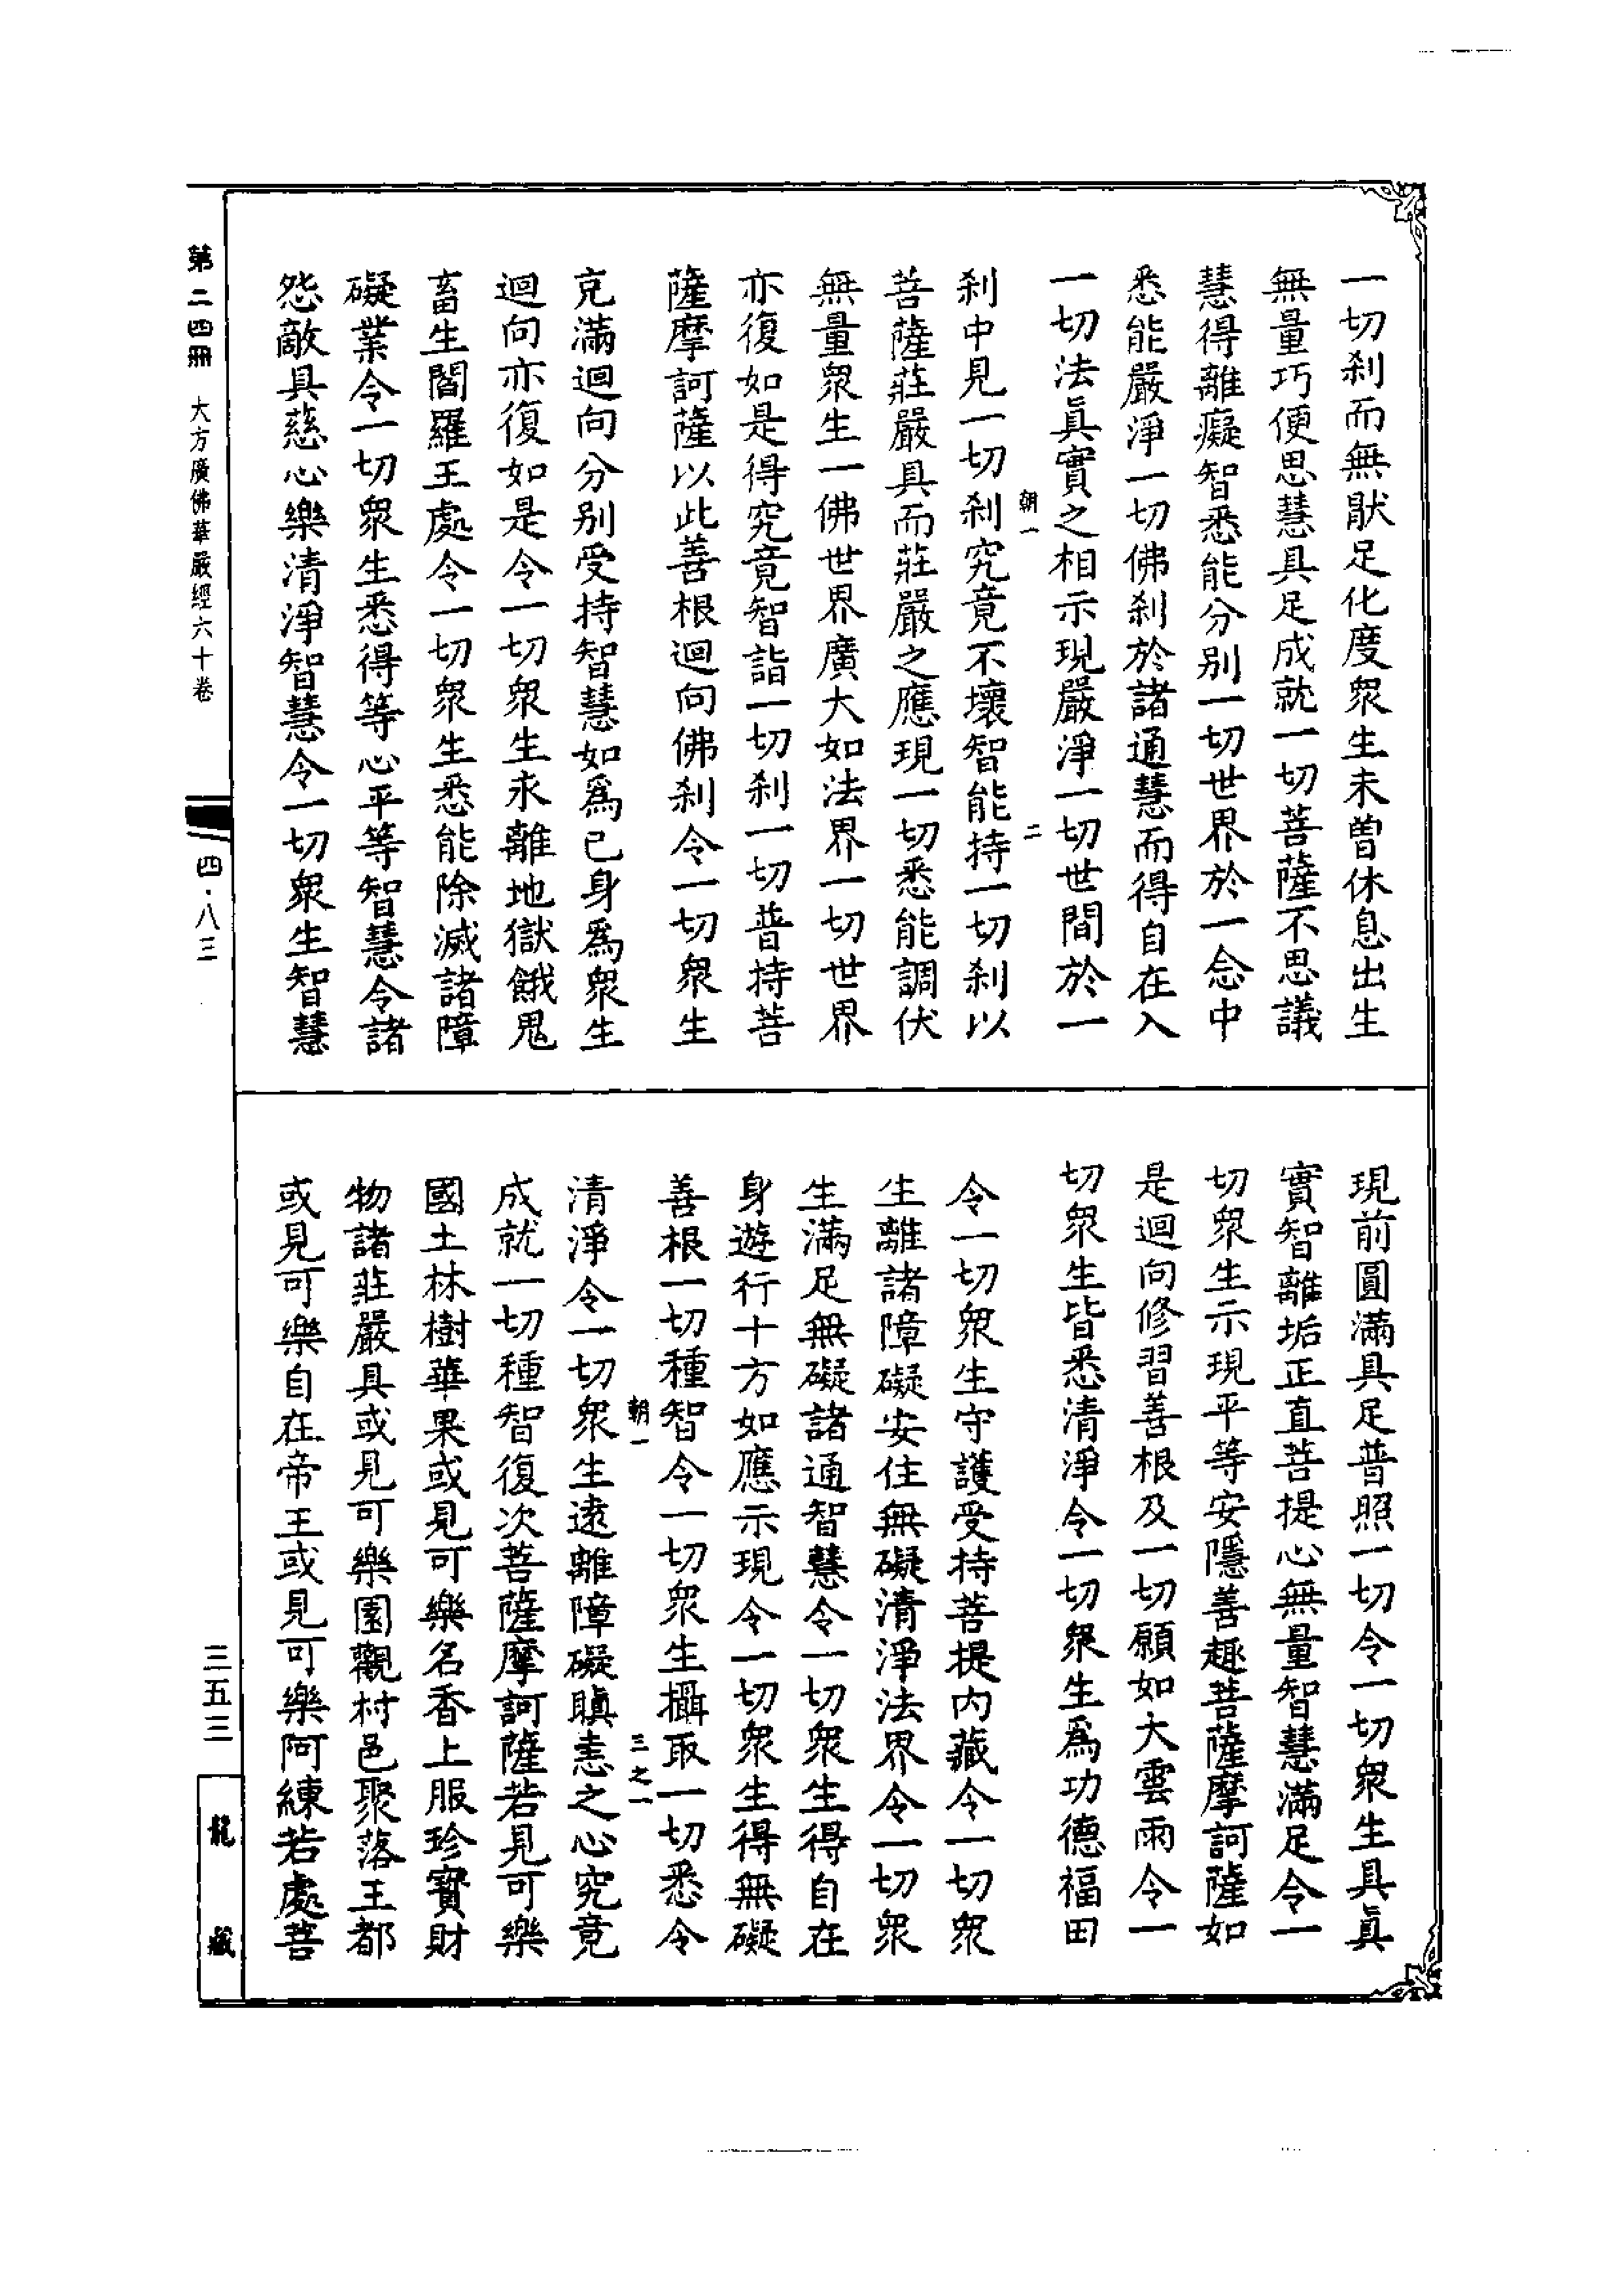 一切刹而無猒足化度衆生未曽休息出生
無量巧便思慧具足成就一切菩薩不思議
慧得離癡智悉能分别一切世界於一念中
悉能嚴淨一切佛刹於諸通慧而得自在入
一切法眞實之相示現嚴淨一切世間於一
朝一 二
刹中見一切刹究竟不壞智能持一切刹以
菩薩莊嚴具而莊嚴之應現一切悉能調伏
無量衆生一佛世界廣大如法界一切世界
亦復如是得究竟智詣一切刹一切普持菩
薩摩訶薩以此善根迴向佛刹令一切衆生
充滿迴向分别受持智慧如爲已身爲衆生
迴向亦復如是令一切衆生永離地獄餓鬼
畜生閻羅王處令一切衆生悉能除滅諸障
礙業令一切衆生悉得等心平等智慧令諸
怨敵具慈心樂清淨智慧令一切衆生智慧
現前圓滿具足普照一切令一切衆生具眞
實智離垢正直菩提心無量智慧滿足令一
切衆生示現平等安隱善趣菩薩摩訶薩如
是迴向修習善根及一切願如大雲雨令一
切衆生皆悉清淨令一切衆生爲功德福田
令一切衆生守護受持菩提内藏令一切衆
生離諸障礙安住無礙清淨法界令一切衆
生滿足無礙諸通智慧令一切衆生得自在
身遊行十方如應示現令一切衆生得無礙
善根一切種智令一切衆生攝取一切悉令
朝一 三之一
清淨令一切衆生遠離障礙瞋恚之心究竟
成就一切種智復次菩薩摩訶薩若見可樂
國土林樹華果或見可樂名香上服珍寳財
物諸莊嚴具或見可樂園觀村邑聚落王都
或見可樂自在帝王或見可樂阿練若處菩
第二四冊 大方廣佛華嚴經六十卷
四·八三
三五三
龍藏